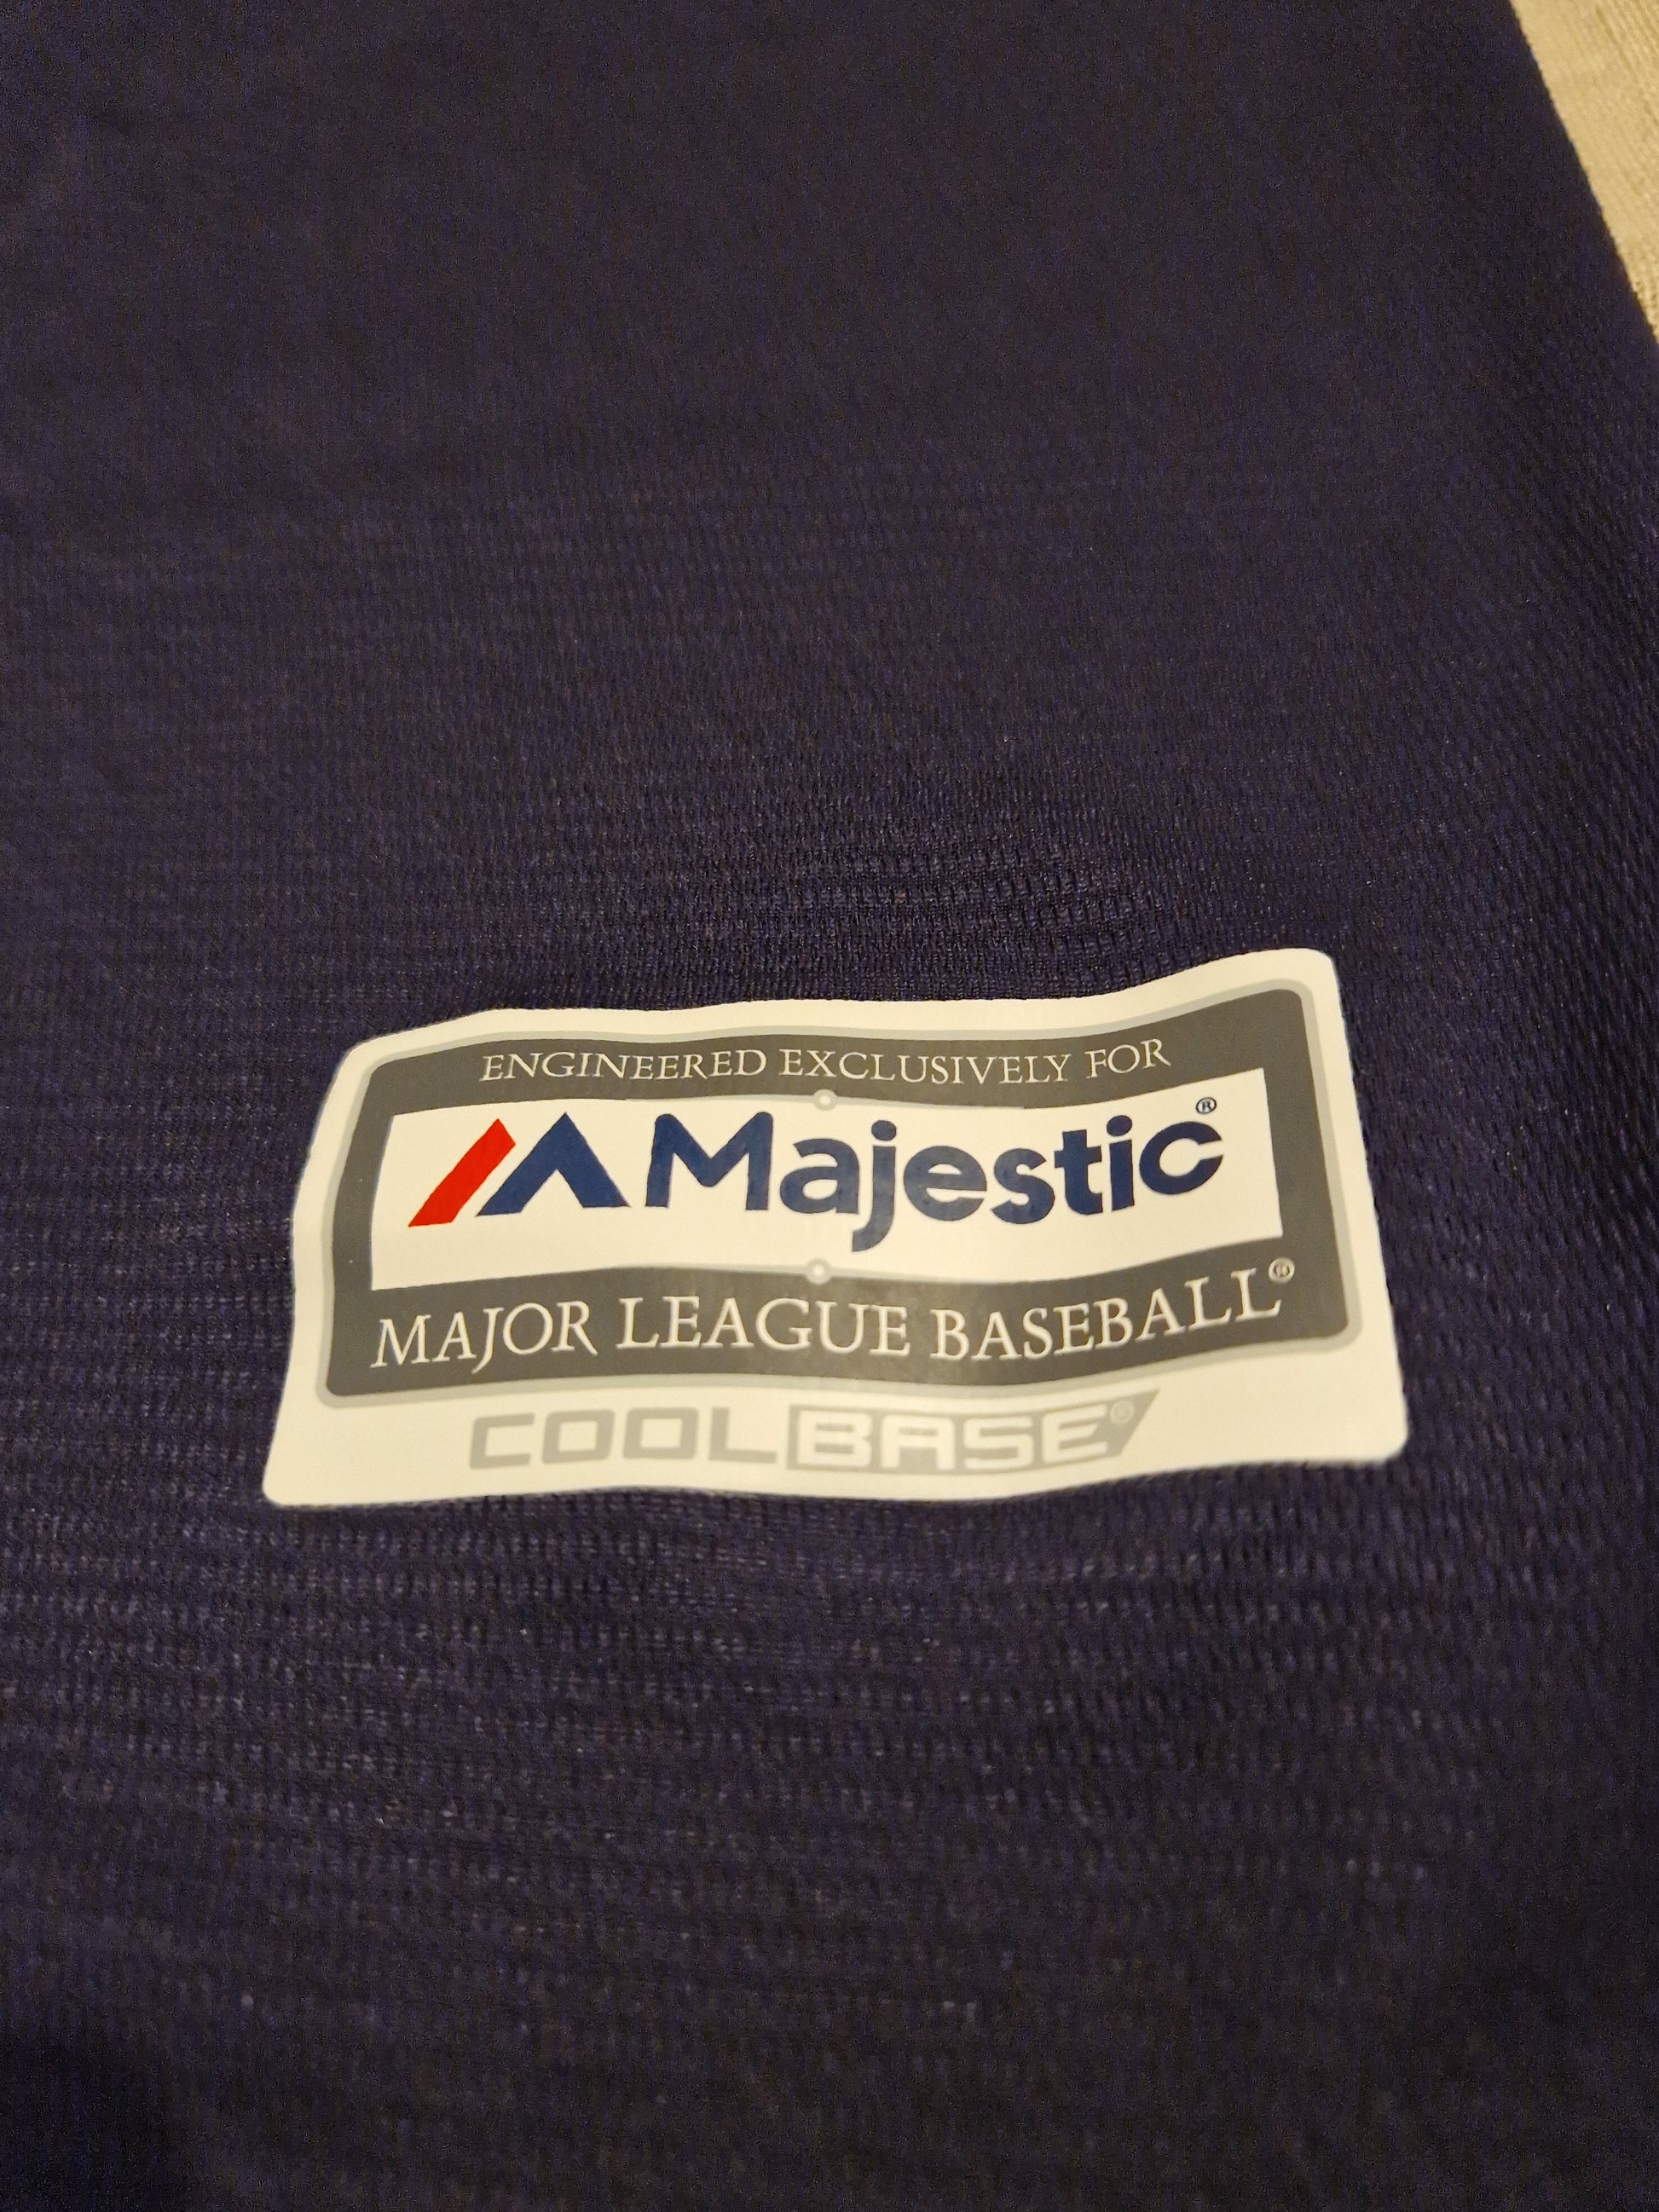 ENGINEERED EXCLUSIVELY FOR
Majestic®
MAJOR LEAGUE BASEBALL®
COOLBASE®